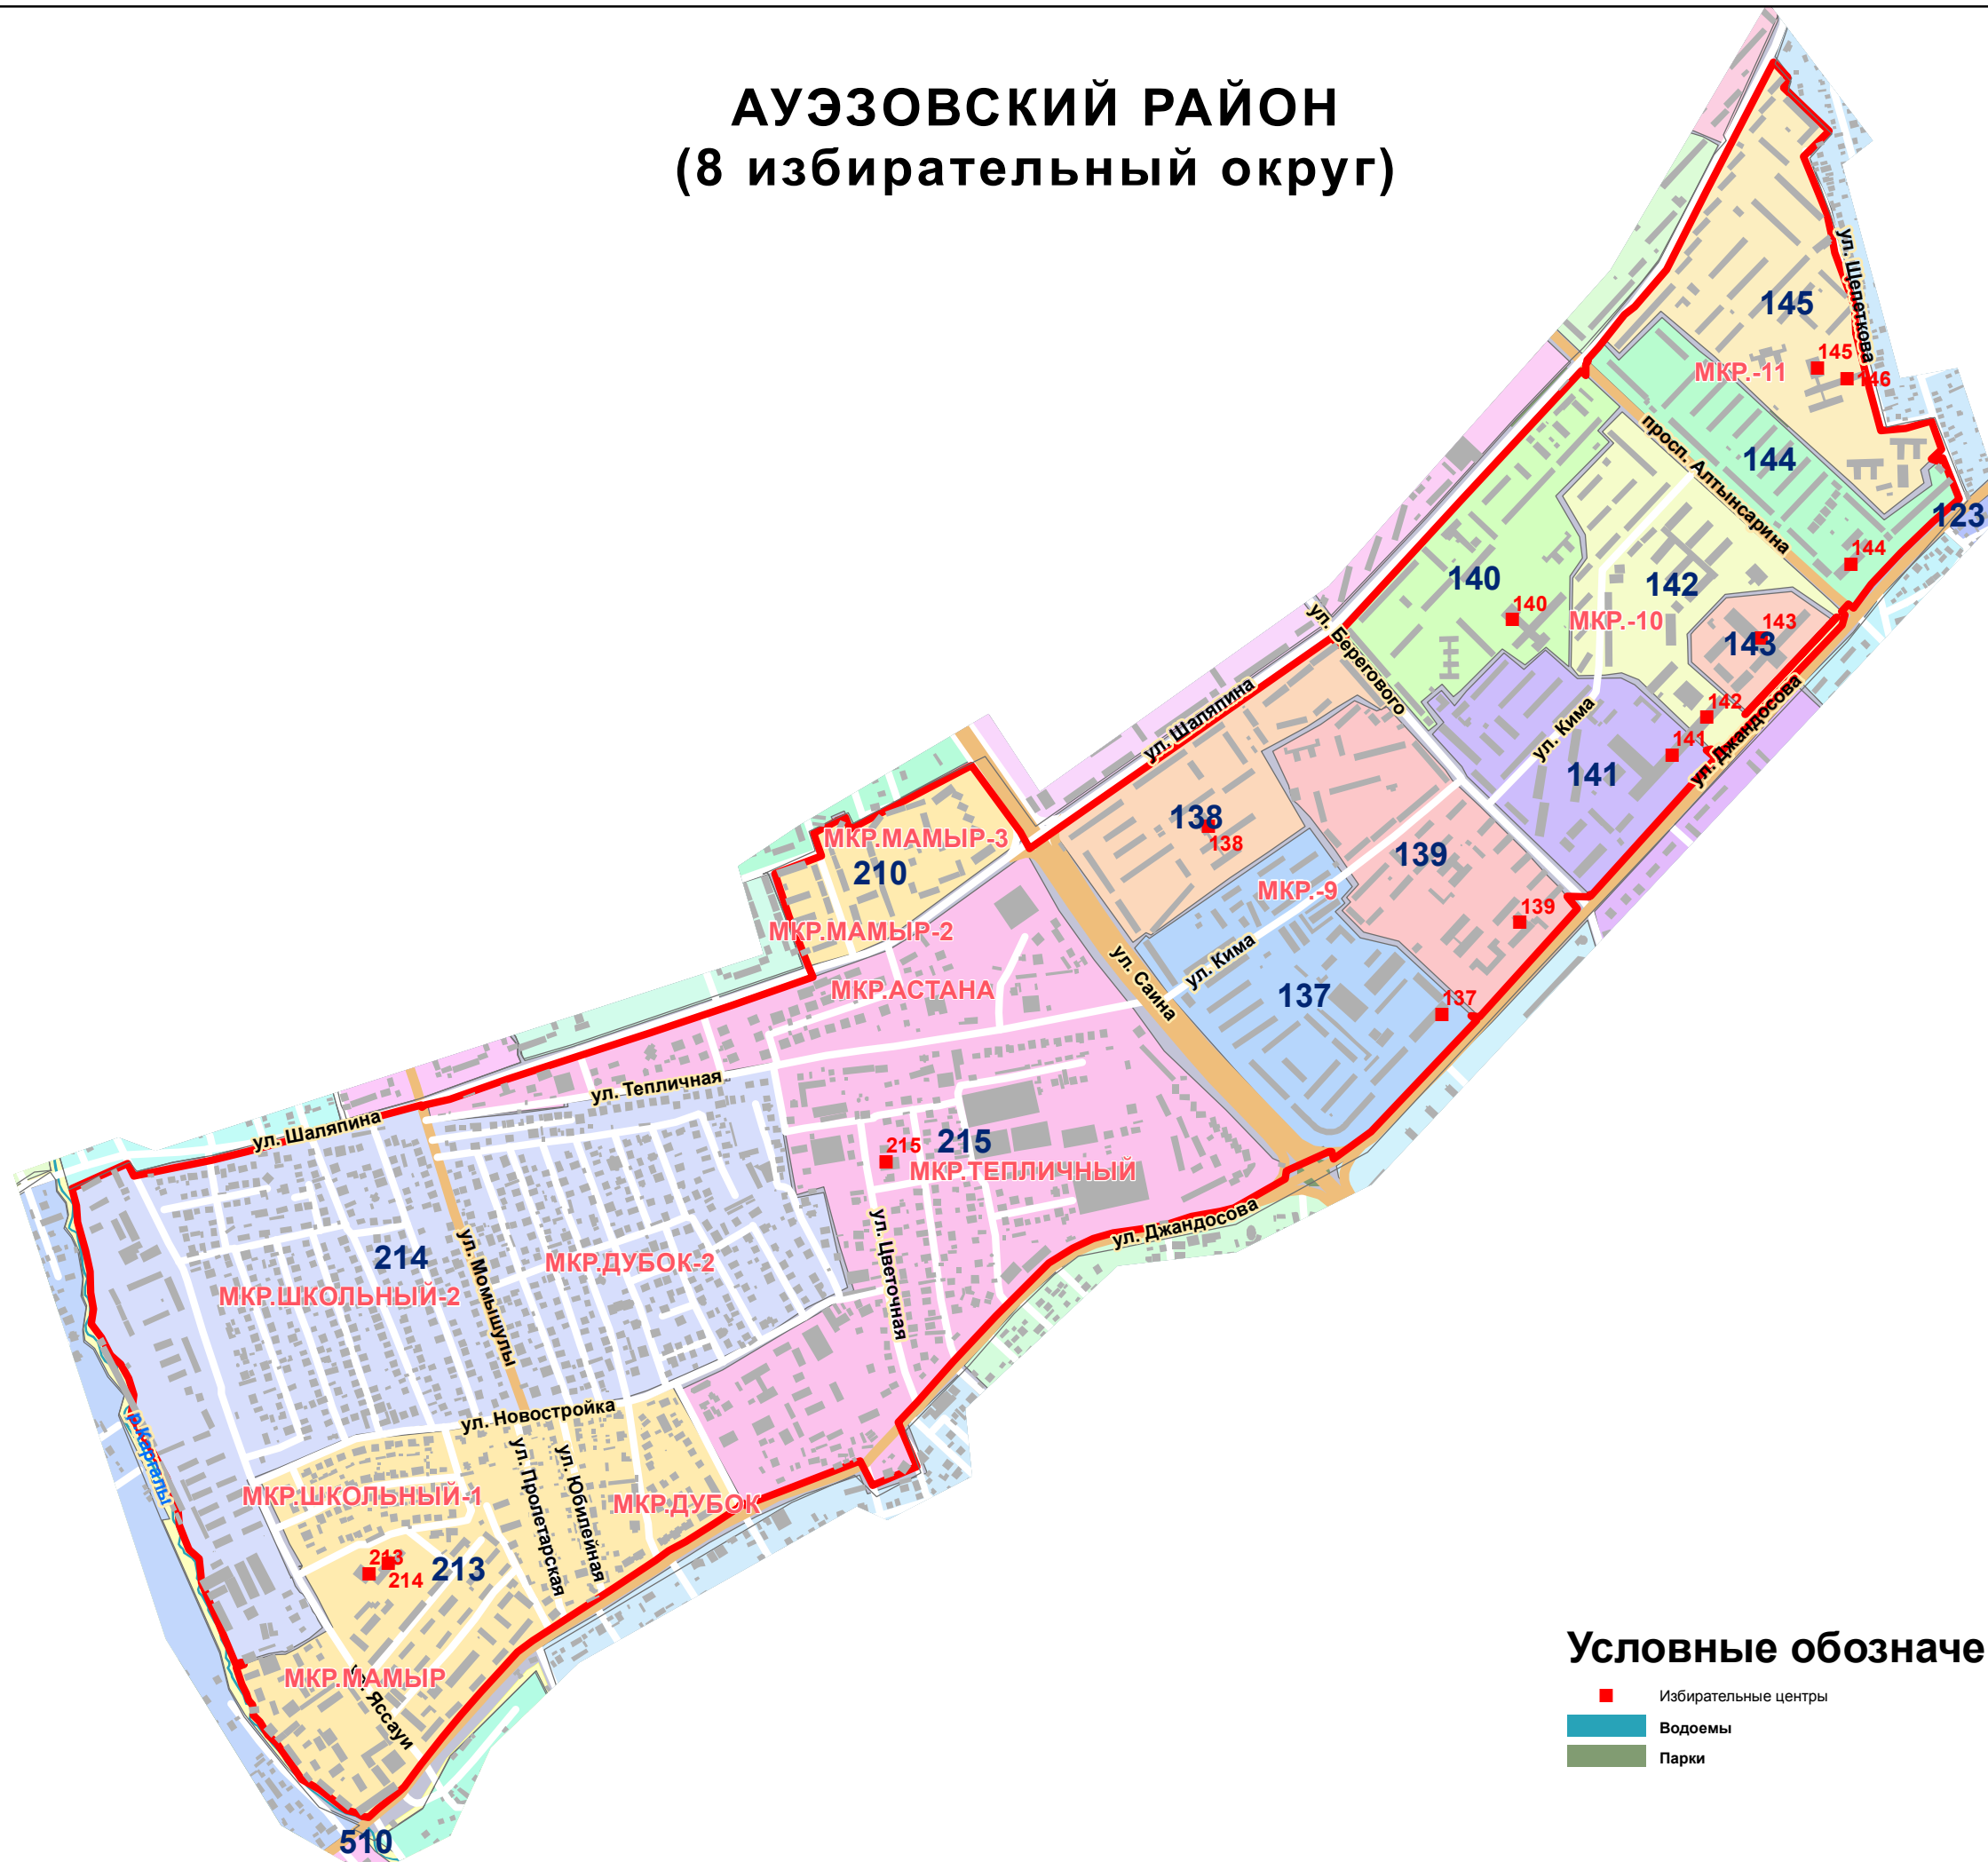 АУЭЗОВСКИЙ РАЙОН
(8 избирательный округ)
ул. Щепеткова
145
145
146
МКР.-11
просп. Алтынсарина
144
144
123
140
140
142
МКР.-10
143
143
142
ул. Берегового
ул. Кима
141
141
ул. Джандосова
ул. Шаляпина
138
138
139
139
МКР.-9
МКР.МАМЫР-3
210
МКР.МАМЫР-2
МКР.АСТАНА
ул. Саина
ул. Кима
137
137
ул. Тепличная
ул. Шаляпина
215
215
МКР.ТЕПЛИЧНЫЙ
ул. Цветочная
ул. Джандосова
214
МКР.ШКОЛЬНЫЙ-2
ул. Момышулы
МКР.ДУБОК-2
ул. Новостройка
р.Карталы
МКР.ШКОЛЬНЫЙ-1
ул. Пролетарская
ул. Юбилейная
МКР.ДУБОК
213
214
213
МКР.МАМЫР
Яссауи
510
Условные обозначе
Избирательные центры
Водоемы
Парки